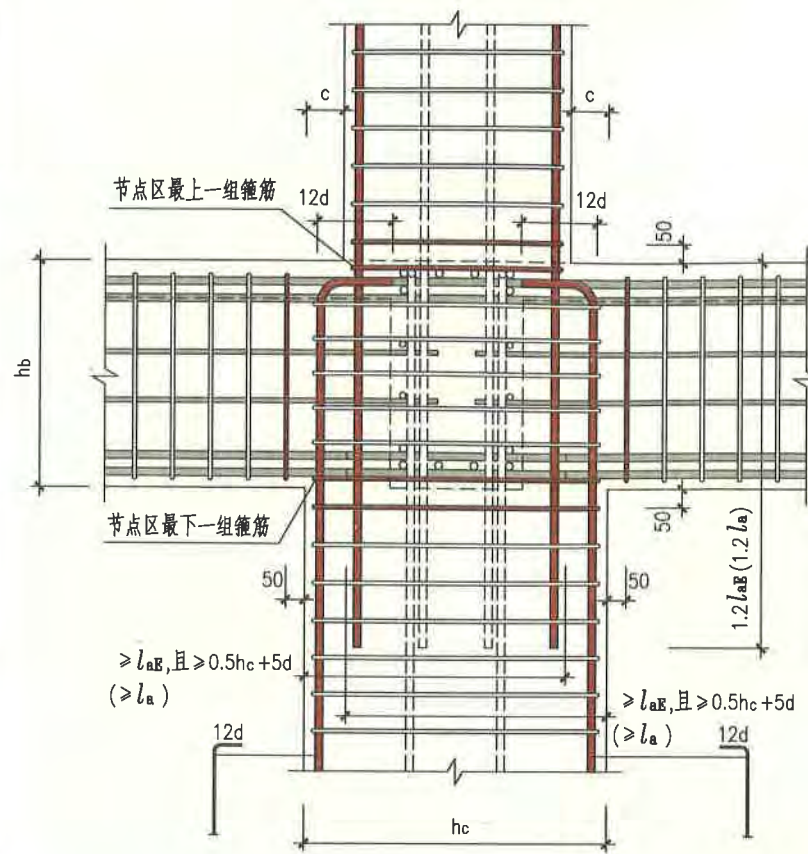 c
c
节点区最上一组箍筋
12d
12d
50
hb
节点区最下一组箍筋
50
50
50
1.2laE(1.2la)
≥laE,且≥0.5hc+5d
(≥la)
≥laE,且≥0.5hc+5d
(≥la)
12d
12d
hc